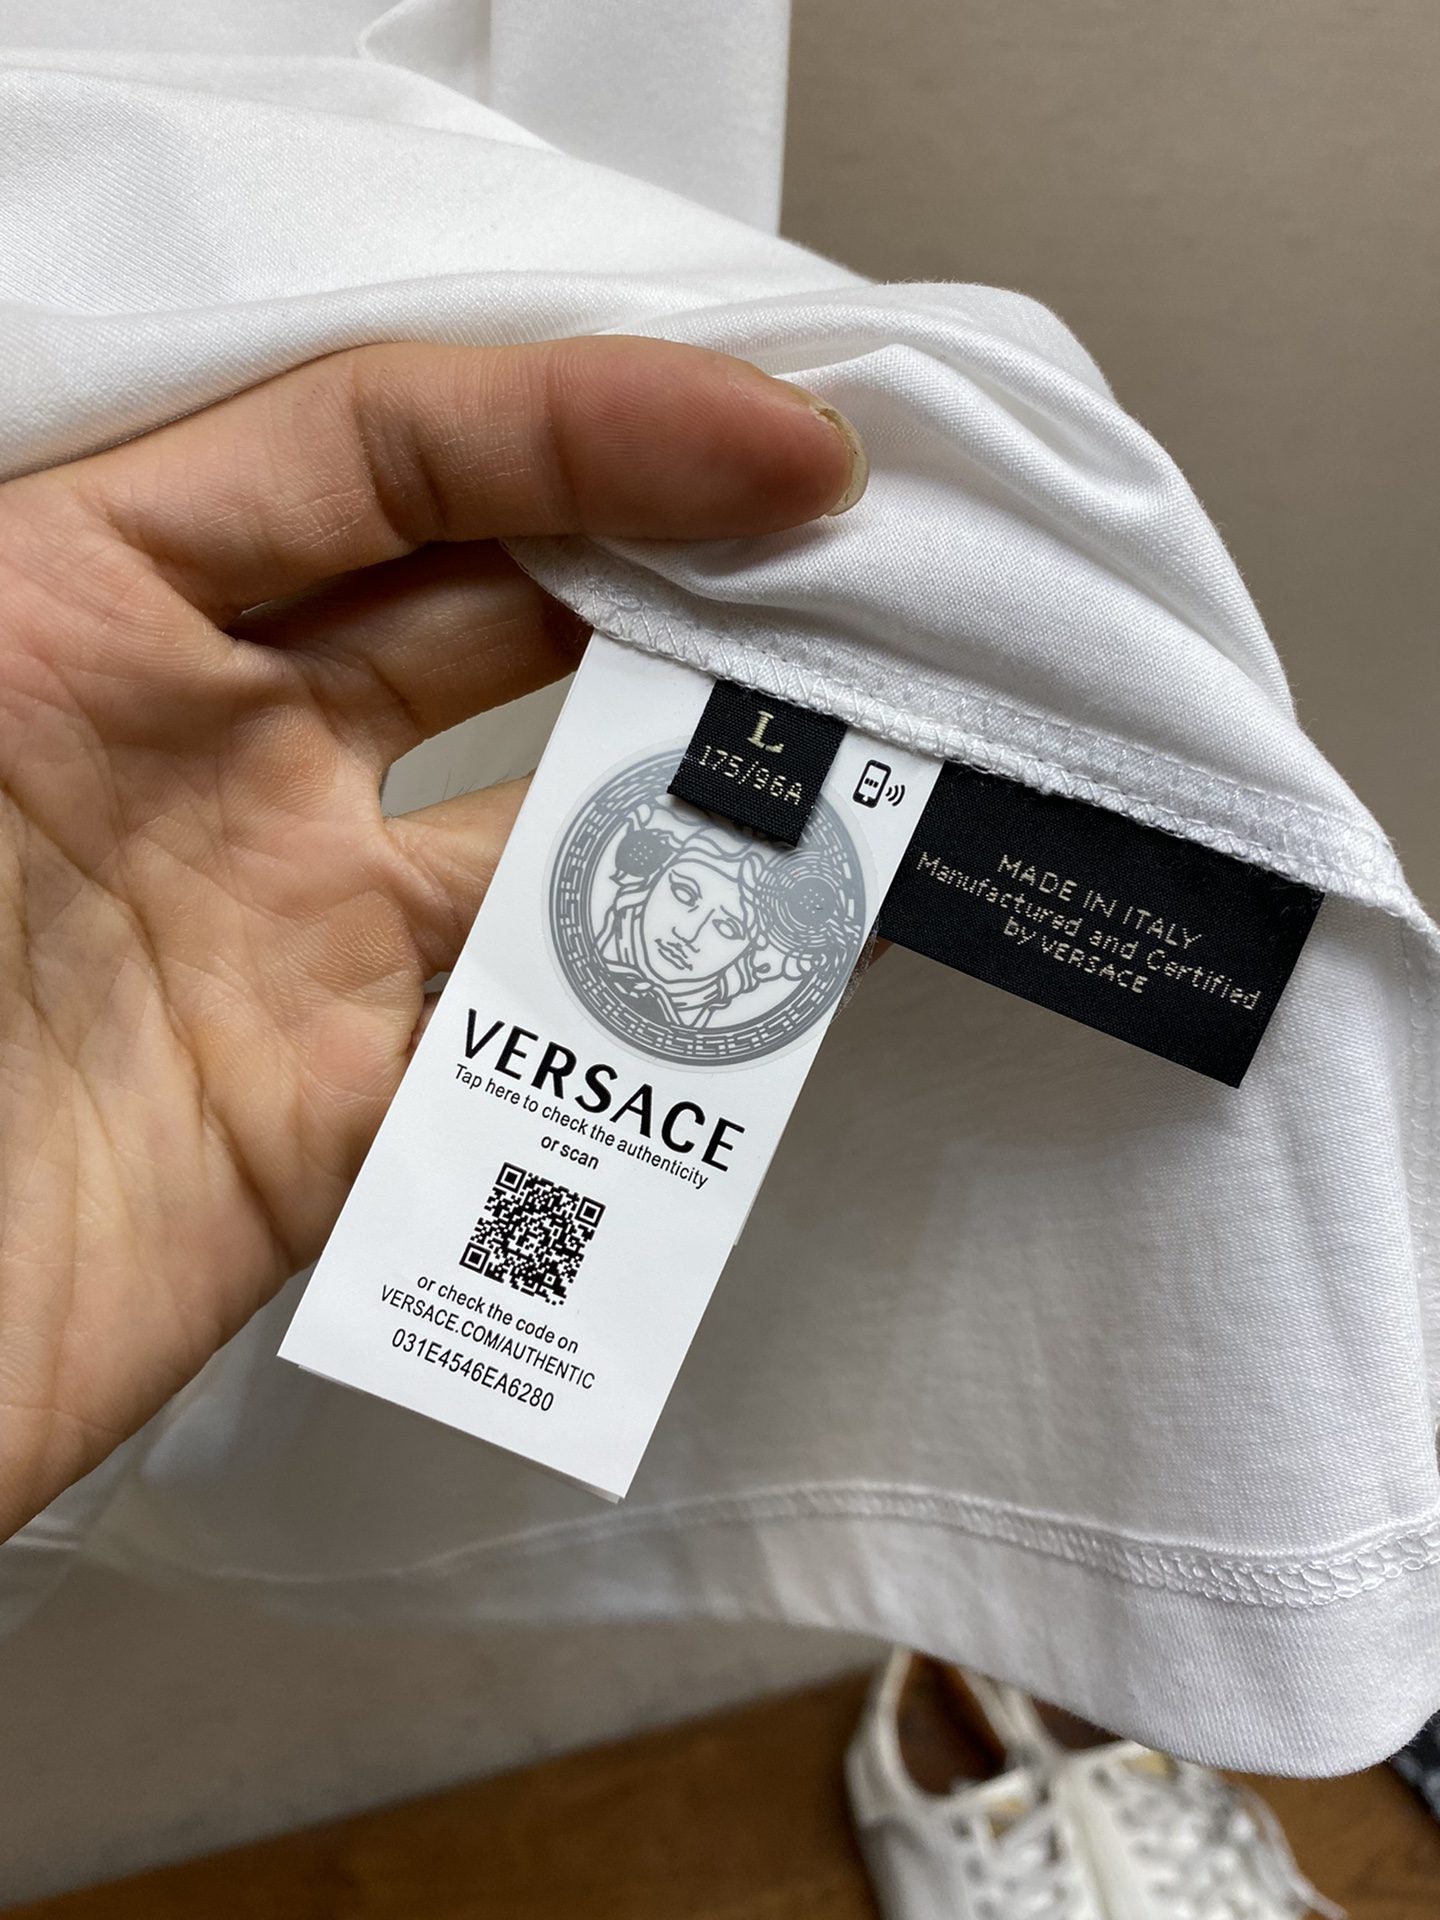 L
175/96A
MADE IN ITALY
Manufactured and Certified
by VERSACE
VERSACE
Tap here to check the authenticity
or scan
or check the code on
VERSACE.COM/AUTHENTIC
031E4546EA6280